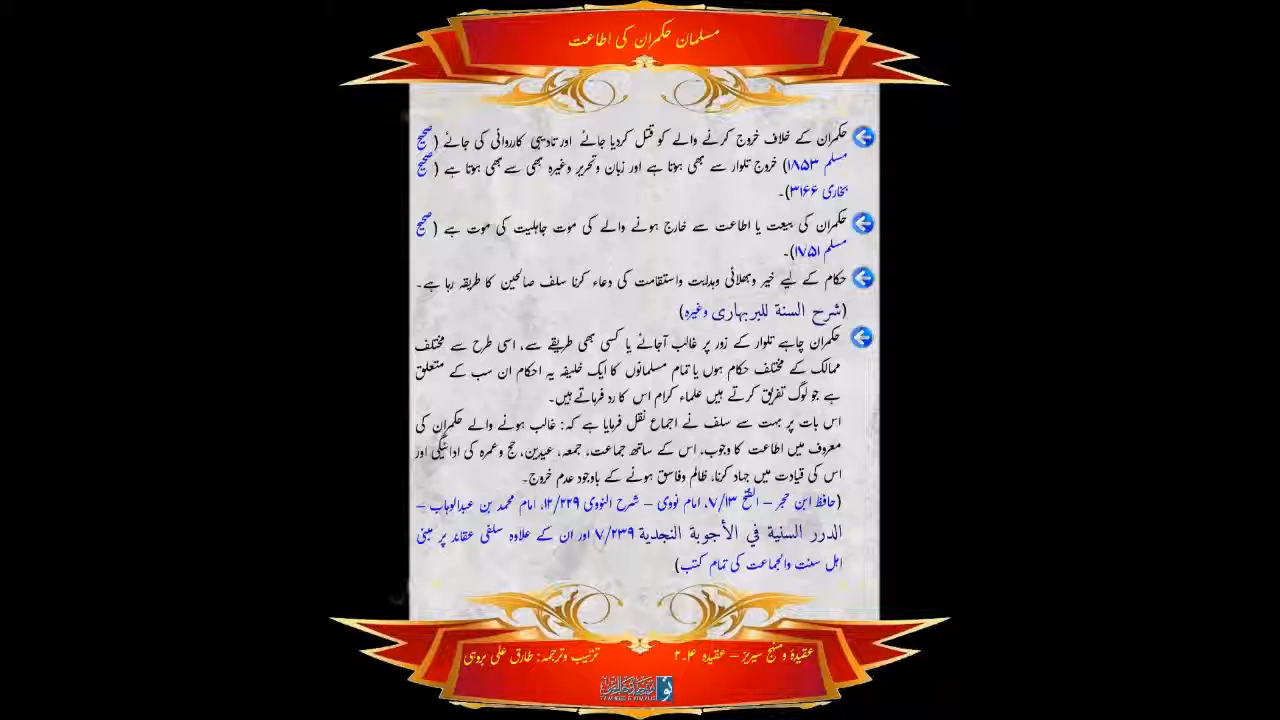 مسلمان حکمران کی اطاعت
حکمران کے خلاف خروج کرنے والے کو قتل کردیا جائے اور تادیبی کارروائی کی جائے (صحیح
مسلم ۱۸۵۳) خروج تلوار سے بھی ہوتا ہے اور زبان وتحریر وغیرہ بھی سے بھی ہوتا ہے (صحیح
بخاری ۳۱۶۶)۔
حکمران کی بیعت یا اطاعت سے خارج ہونے والے کی موت جاہلیت کی موت ہے (صحیح
مسلم ۱۷۵۱)۔
حکام کے لیے خیر وبھلائی وہدایت واستقامت کی دعاء کرنا سلف صالحین کا طریقہ رہا ہے۔
(شرح السنة للبربهاری وغیرہ)
حکمران چاہے تلوار کے زور پر غالب آجائے یا کسی بھی طریقے سے، اسی طرح سے مختلف
ممالک کے مختلف حکام ہوں یا تمام مسلمانوں کا ایک خلیفہ یہ احکام ان سب کے متعلق
ہے جو لوگ تفریق کرتے ہیں علماء کرام اس کا رد فرماتے ہیں۔
اس بات پر بہت سے سلف نے اجماع نقل فرمایا ہے کہ: غالب ہونے والے حکمران کی
معروف میں اطاعت کا وجوب، اس کے ساتھ جماعت، جمعہ، عیدین، حج وعمرہ کی ادائیگی اور
اس کی قیادت میں جہاد کرنا، ظالم وفاسق ہونے کے باوجود عدم خروج۔
(حافظ ابن حجر – الفتح ۷/۱۳، امام نووی – شرح النووی ۱۲/۲۲۹، امام محمد بن عبدالوہاب –
الدرر السنية في الأجوبة النجدية ۷/۲۳۹ اور ان کے علاوہ سلفی عقائد پر مبنی
اہل سنت والجماعت کی تمام کتب)
عقیدۂ ومنہج سیریز – عقیدہ ۴-۲ ترتیب وترجمہ: طارق علی بروہی